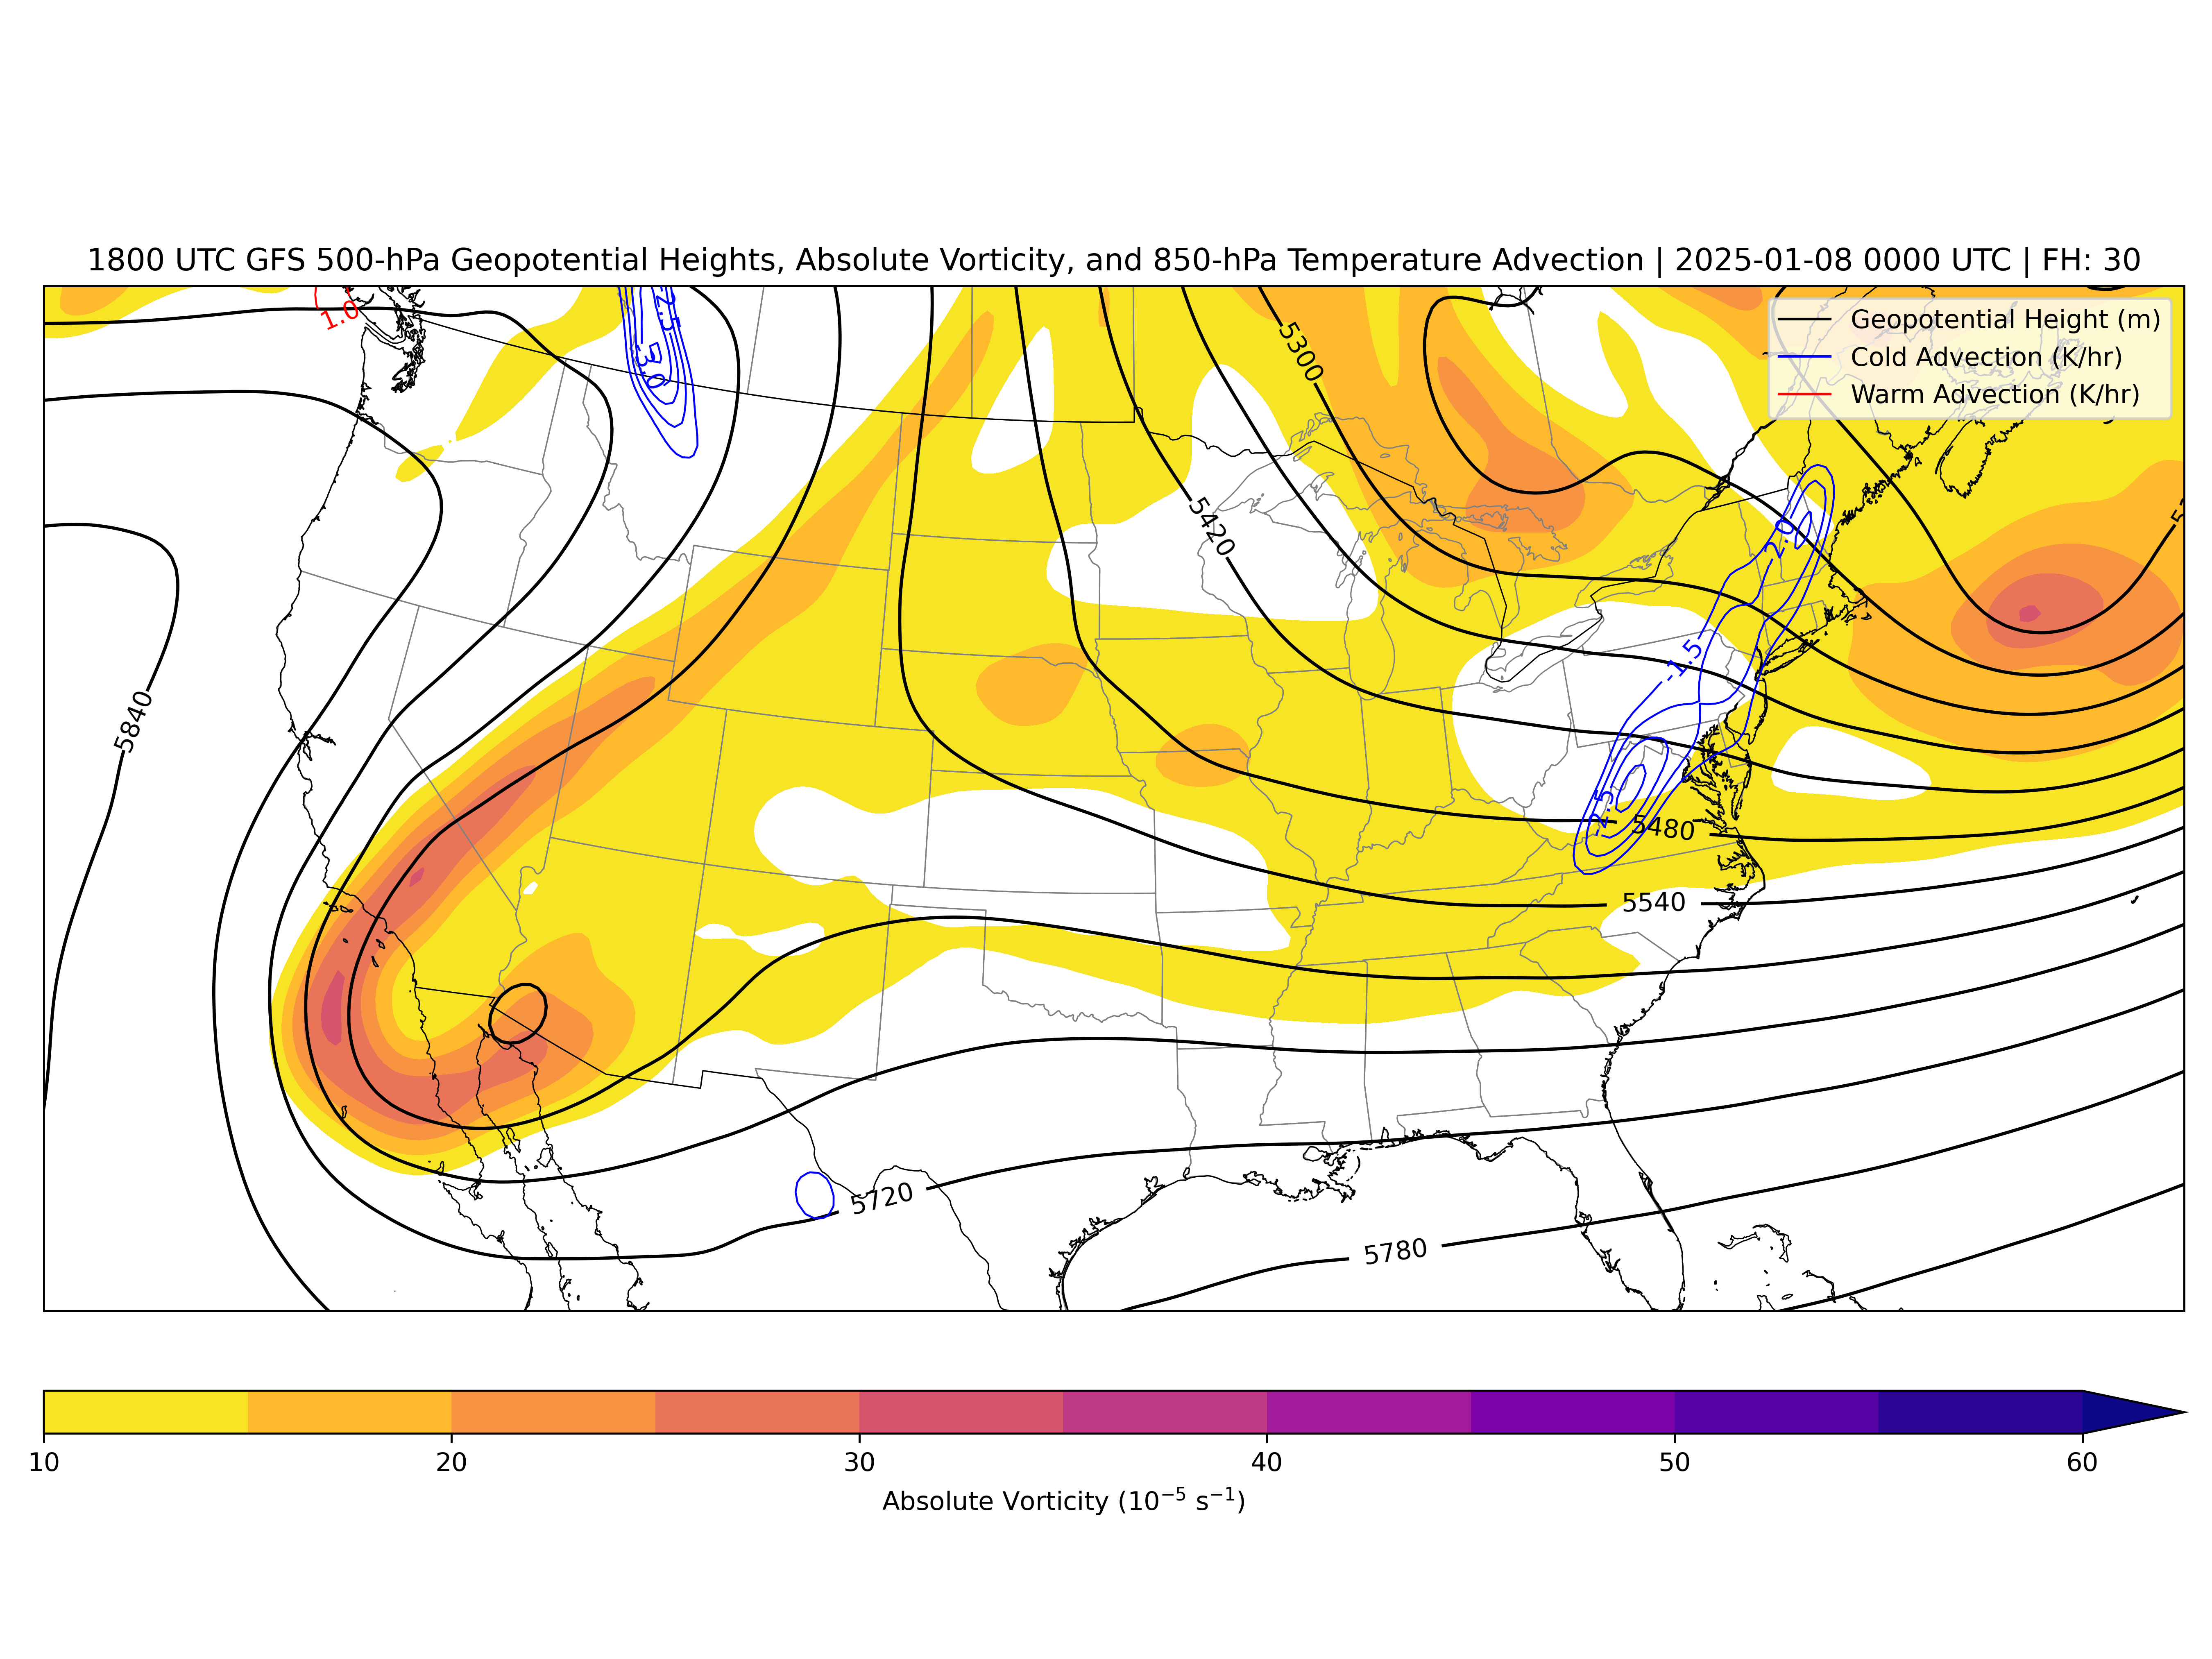 1800 UTC GFS 500-hPa Geopotential Heights, Absolute Vorticity, and 850-hPa Temperature Advection | 2025-01-08 0000 UTC | FH: 30
1.0
-2.5
-3.0
5300
Geopotential Height (m)
Cold Advection (K/hr)
Warm Advection (K/hr)
5420
-2.0
-1.5
5840
-2.5
5480
5540
5720
5780
10 20 30 40 50 60
Absolute Vorticity (10⁻⁵ s⁻¹)